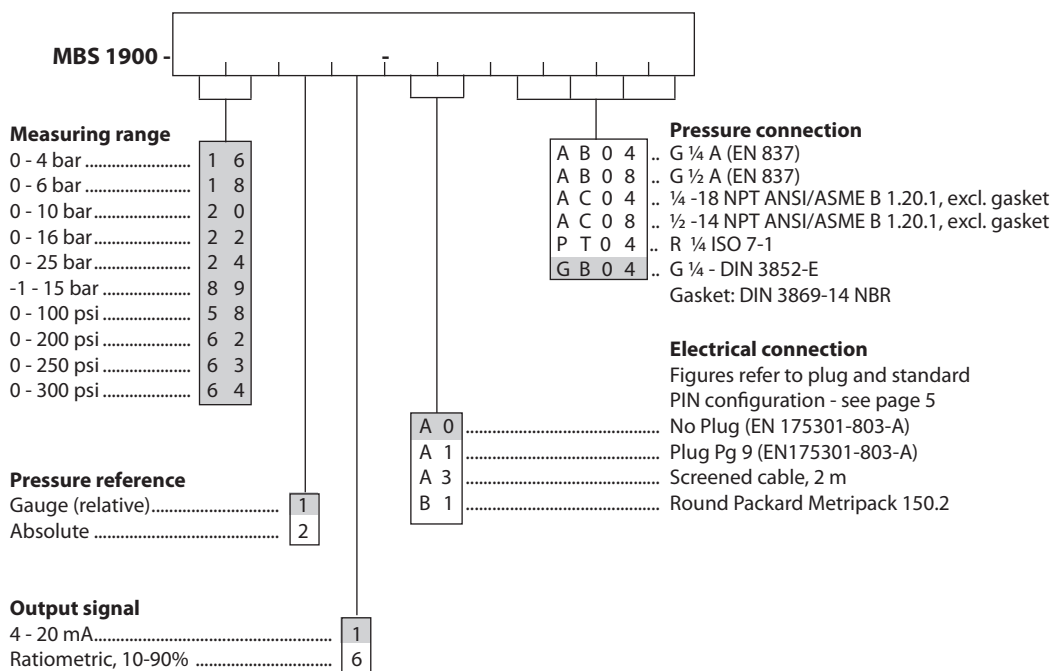 MBS 1900 - -
Measuring range
0 - 4 bar ........................ 1 6
0 - 6 bar ........................ 1 8
0 - 10 bar...................... 2 0
0 - 16 bar...................... 2 2
0 - 25 bar...................... 2 4
-1 - 15 bar .................... 8 9
0 - 100 psi .................... 5 8
0 - 200 psi .................... 6 2
0 - 250 psi .................... 6 3
0 - 300 psi .................... 6 4
Pressure connection
A B 0 4 .. G ¼ A (EN 837)
A B 0 8 .. G ½ A (EN 837)
A C 0 4 .. ¼ -18 NPT ANSI/ASME B 1.20.1, excl. gasket
A C 0 8 .. ½ -14 NPT ANSI/ASME B 1.20.1, excl. gasket
P T 0 4 .. R ¼ ISO 7-1
G B 0 4 .. G ¼ - DIN 3852-E
Gasket: DIN 3869-14 NBR
Electrical connection
Figures refer to plug and standard
PIN configuration - see page 5
A 0 ............................................ No Plug (EN 175301-803-A)
A 1 ............................................ Plug Pg 9 (EN175301-803-A)
A 3 ............................................ Screened cable, 2 m
B 1 ............................................ Round Packard Metripack 150.2
Pressure reference
Gauge (relative)............................. 1
Absolute .......................................... 2
Output signal
4 - 20 mA....................................................... 1
Ratiometric, 10-90% ............................... 6